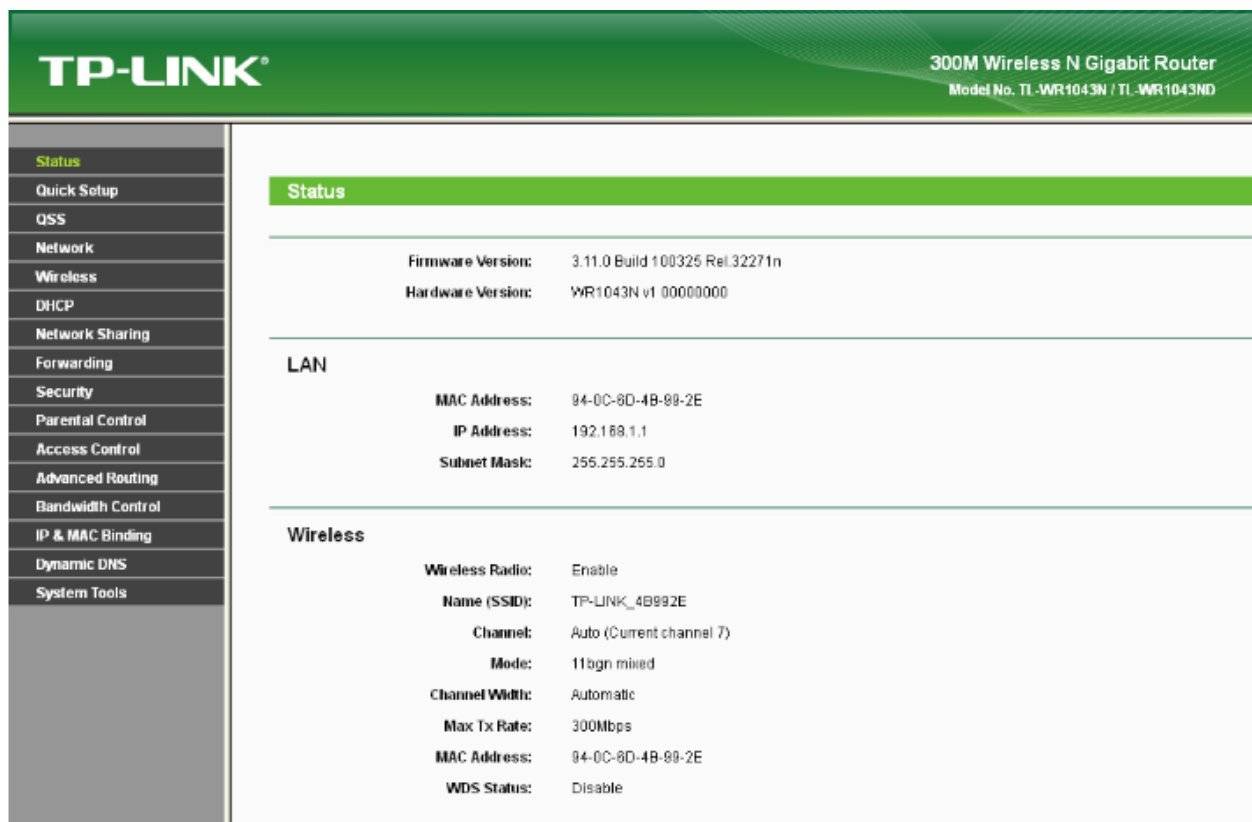 TP-LINK®
300M Wireless N Gigabit Router
Model No. TL-WR1043N / TL-WR1043ND
Status
Quick Setup
QSS
Network
Wireless
DHCP
Network Sharing
Forwarding
Security
Parental Control
Access Control
Advanced Routing
Bandwidth Control
IP & MAC Binding
Dynamic DNS
System Tools
Status
Firmware Version: 3.11.0 Build 100325 Rel.32271n
Hardware Version: WR1043N v1 00000000
LAN
MAC Address: 94-0C-6D-4B-99-2E
IP Address: 192.168.1.1
Subnet Mask: 255.255.255.0
Wireless
Wireless Radio: Enable
Name (SSID): TP-LINK_4B992E
Channel: Auto (Current channel 7)
Mode: 11bgn mixed
Channel Width: Automatic
Max Tx Rate: 300Mbps
MAC Address: 94-0C-6D-4B-99-2E
WDS Status: Disable